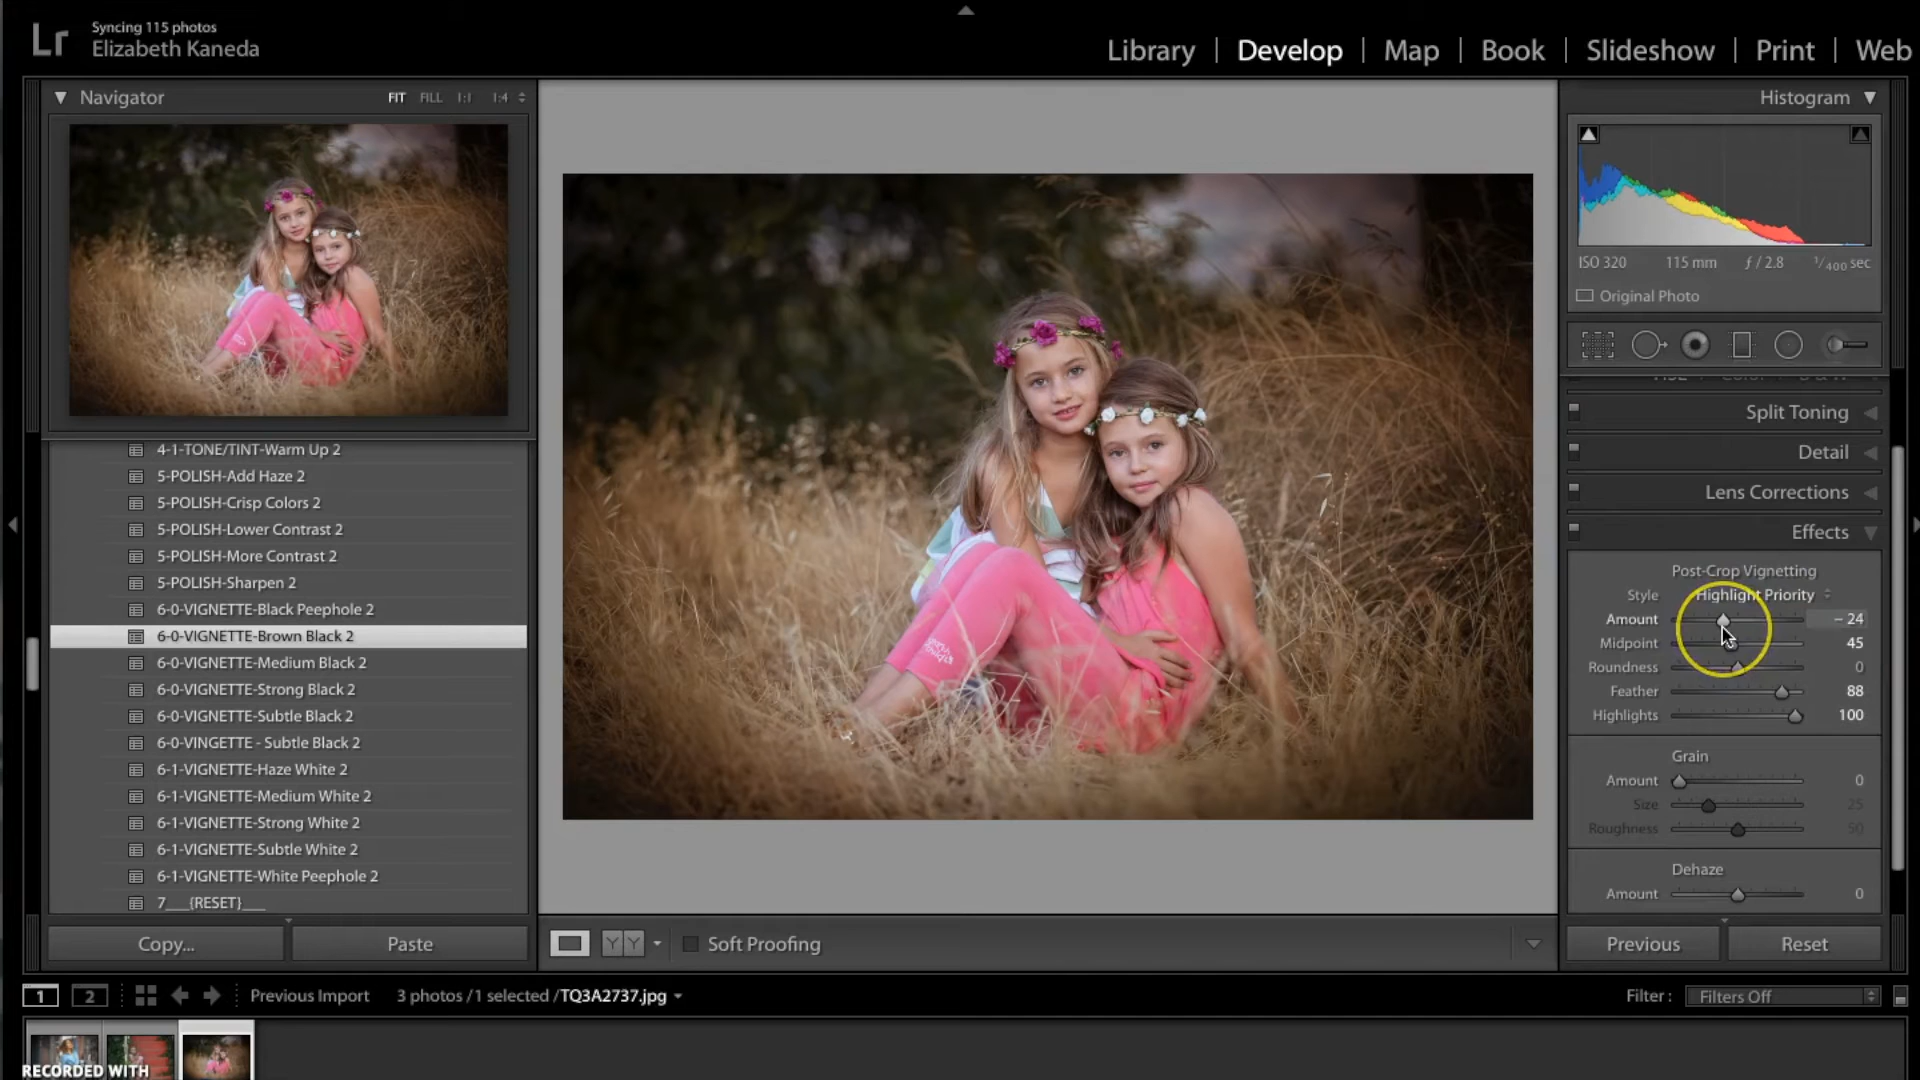 Lr
Syncing 115 photos
Elizabeth Kaneda
Library | Develop | Map | Book | Slideshow | Print | Web
Navigator FIT FILL 1:1 1:4
4-1-TONE/TINT-Warm Up 2
5-POLISH-Add Haze 2
5-POLISH-Crisp Colors 2
5-POLISH-Lower Contrast 2
5-POLISH-More Contrast 2
5-POLISH-Sharpen 2
6-0-VIGNETTE-Black Peephole 2
6-0-VIGNETTE-Brown Black 2
6-0-VIGNETTE-Medium Black 2
6-0-VIGNETTE-Strong Black 2
6-0-VIGNETTE-Subtle Black 2
6-0-VINGETTE - Subtle Black 2
6-1-VIGNETTE-Haze White 2
6-1-VIGNETTE-Medium White 2
6-1-VIGNETTE-Strong White 2
6-1-VIGNETTE-Subtle White 2
6-1-VIGNETTE-White Peephole 2
7___{RESET}___
Copy... Paste
YY Soft Proofing
Histogram
ISO 320 115 mm ƒ / 2.8 1/400 sec
Original Photo
Split Toning
Detail
Lens Corrections
Effects
Post-Crop Vignetting
Style Highlight Priority
Amount – 24
Midpoint 45
Roundness 0
Feather 88
Highlights 100
Grain
Amount 0
Size 25
Roughness 50
Dehaze
Amount 0
Previous Reset
1 2 Previous Import 3 photos /1 selected /TQ3A2737.jpg Filter : Filters Off
RECORDED WITH